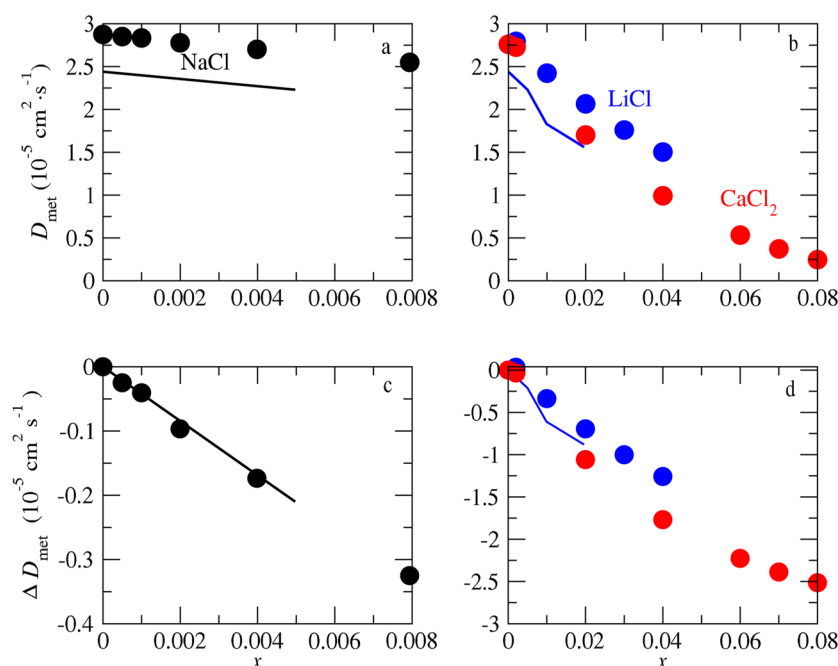 3
2.5
2
1.5
1
0.5
0
D_met (10^-5 cm^2·s^-1)
a
NaCl
0 0.002 0.004 0.006 0.008
3
2.5
2
1.5
1
0.5
0
b
LiCl
CaCl_2
0 0.02 0.04 0.06 0.08
0
-0.1
-0.2
-0.3
-0.4
Δ D_met (10^-5 cm^2 s^-1)
c
0 0.002 0.004 0.006 0.008
x
0
-0.5
-1
-1.5
-2
-2.5
-3
d
0 0.02 0.04 0.06 0.08
x